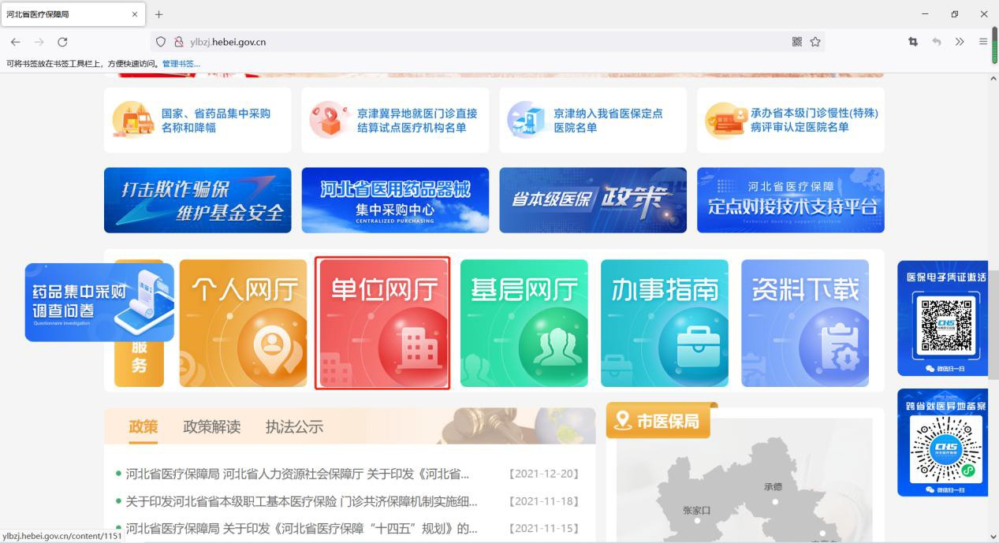 河北省医疗保障局
ylbzj.hebei.gov.cn
可将书签放在书签工具栏上，方便快速访问。管理书签...
国家、省药品集中采购
名称和降幅
京津冀异地就医门诊直接
结算试点医疗机构名单
京津纳入我省医保定点
医院名单
承办省本级门诊慢性(特殊)
病评审认定医院名单
打击欺诈骗保
维护基金安全
河北省医用药品器械
集中采购中心
CENTRALIZED PURCHASING
省本级医保
政策
河北省医疗保障
定点对接技术支持平台
Technical docking support platform
药品集中采购
调查问卷
Questionnaire Investigation
服
务
个人网厅
单位网厅
基层网厅
办事指南
资料下载
医保电子凭证激活
CHS
微信扫一扫
跨省就医异地备案
CHS
微信扫一扫
政策
政策解读
执法公示
河北省医疗保障局 河北省人力资源社会保障厅 关于印发《河北省...
【2021-12-20】
关于印发河北省省本级职工基本医疗保险 门诊共济保障机制实施细...
【2021-11-18】
河北省医疗保障局 关于印发《河北省医疗保障“十四五”规划》的...
【2021-11-15】
市医保局
承德
张家口
ylbzj.hebei.gov.cn/content/1151